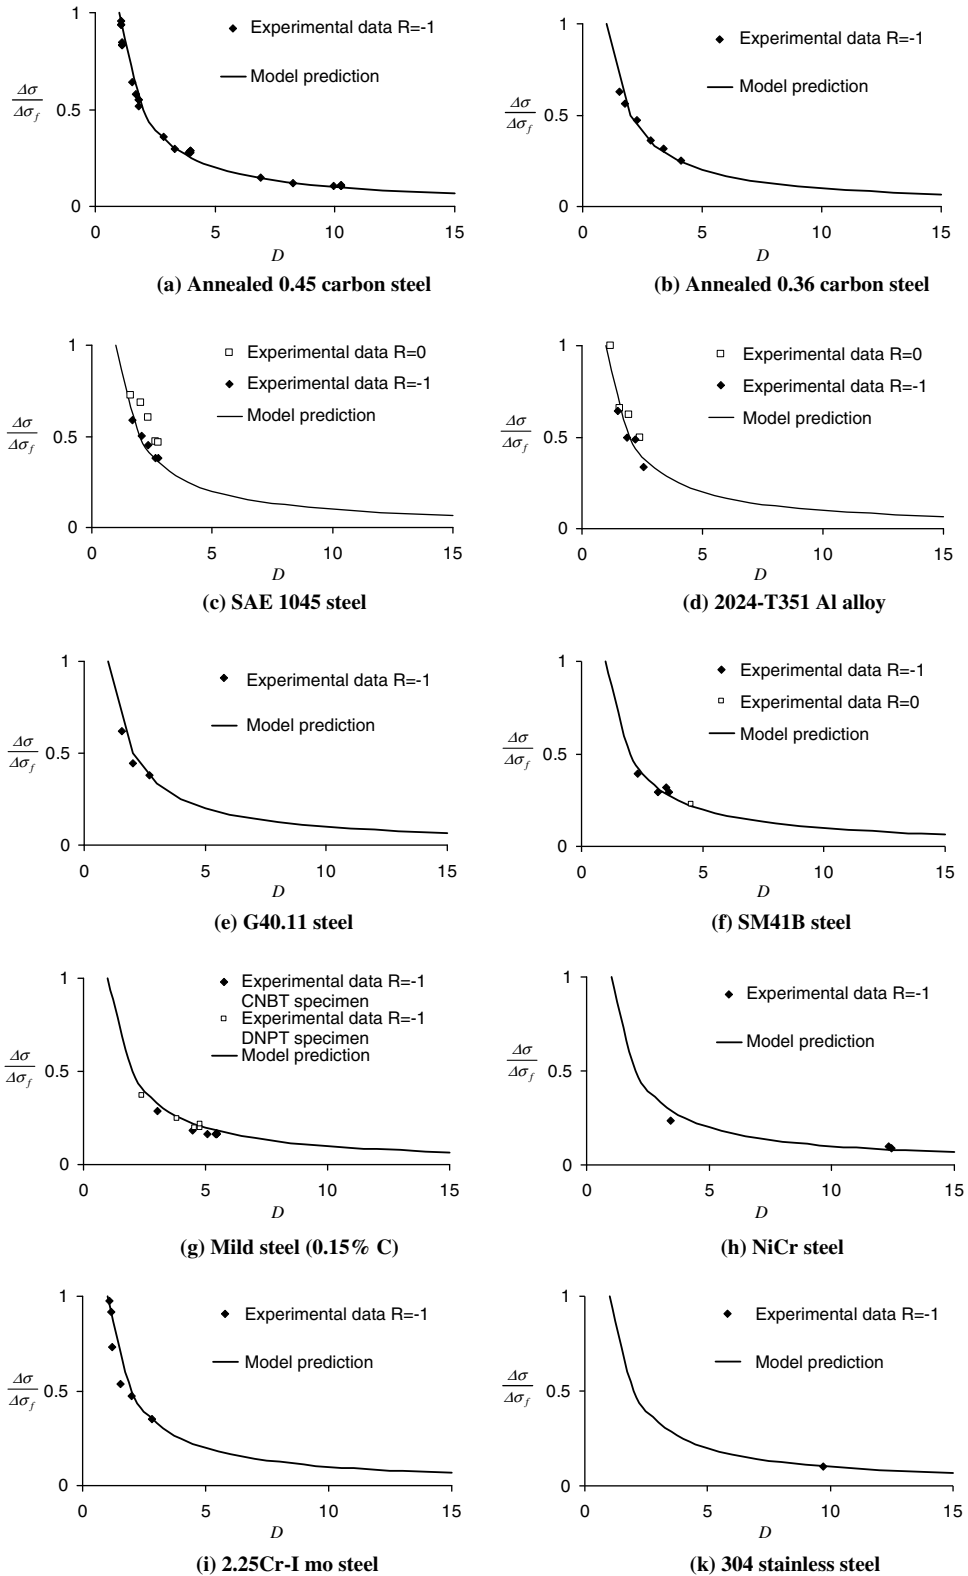 1
Experimental data R=-1
Model prediction
Δσ
Δσf
0.5
0
0 5 10 15
D
(a) Annealed 0.45 carbon steel
1
Experimental data R=-1
Model prediction
Δσ
Δσf
0.5
0
0 5 10 15
D
(b) Annealed 0.36 carbon steel
1
Experimental data R=0
Experimental data R=-1
Model prediction
Δσ
Δσf
0.5
0
0 5 10 15
D
(c) SAE 1045 steel
1
Experimental data R=0
Experimental data R=-1
Model prediction
Δσ
Δσf
0.5
0
0 5 10 15
D
(d) 2024-T351 Al alloy
1
Experimental data R=-1
Model prediction
Δσ
Δσf
0.5
0
0 5 10 15
D
(e) G40.11 steel
1
Experimental data R=-1
Experimental data R=0
Model prediction
Δσ
Δσf
0.5
0
0 5 10 15
D
(f) SM41B steel
1
Experimental data R=-1
CNBT specimen
Experimental data R=-1
DNPT specimen
Model prediction
Δσ
Δσf
0.5
0
0 5 10 15
D
(g) Mild steel (0.15% C)
1
Experimental data R=-1
Model prediction
Δσ
Δσf
0.5
0
0 5 10 15
D
(h) NiCr steel
1
Experimental data R=-1
Model prediction
Δσ
Δσf
0.5
0
0 5 10 15
D
(i) 2.25Cr-I mo steel
1
Experimental data R=-1
Model prediction
Δσ
Δσf
0.5
0
0 5 10 15
D
(k) 304 stainless steel